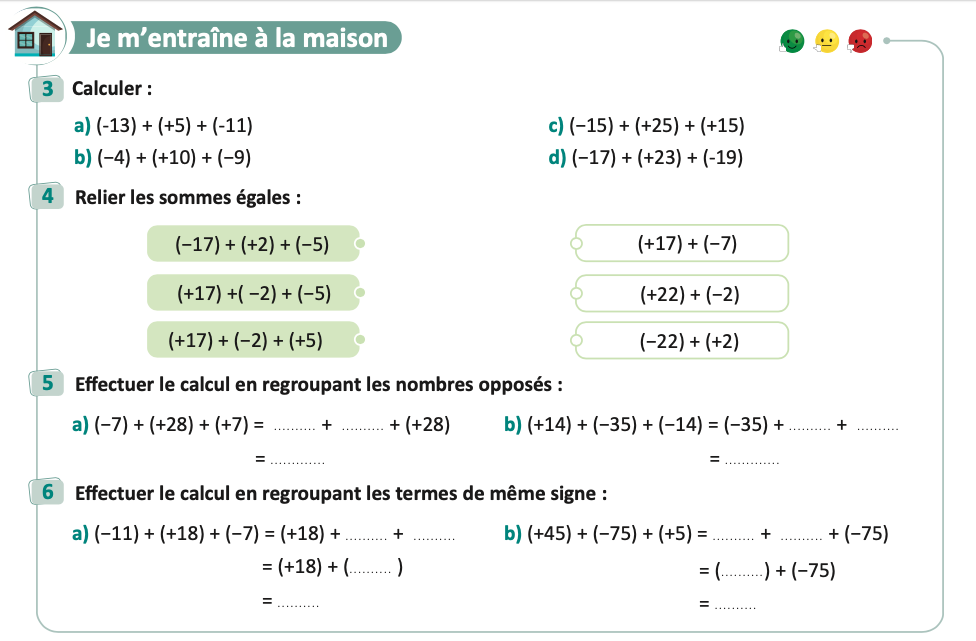 Je m'entraîne à la maison
3 Calculer :
a) (-13) + (+5) + (-11)
c) (−15) + (+25) + (+15)
b) (−4) + (+10) + (−9)
d) (−17) + (+23) + (-19)
4 Relier les sommes égales :
(−17) + (+2) + (−5)
(+17) + (−7)
(+17) +( −2) + (−5)
(+22) + (−2)
(+17) + (−2) + (+5)
(−22) + (+2)
5 Effectuer le calcul en regroupant les nombres opposés :
a) (−7) + (+28) + (+7) = .......... + .......... + (+28)
b) (+14) + (−35) + (−14) = (−35) + .......... + ..........
= .............
= .............
6 Effectuer le calcul en regroupant les termes de même signe :
a) (−11) + (+18) + (−7) = (+18) + .......... + ..........
b) (+45) + (−75) + (+5) = .......... + .......... + (−75)
= (+18) + (.......... )
= (..........) + (−75)
= ..........
= ..........